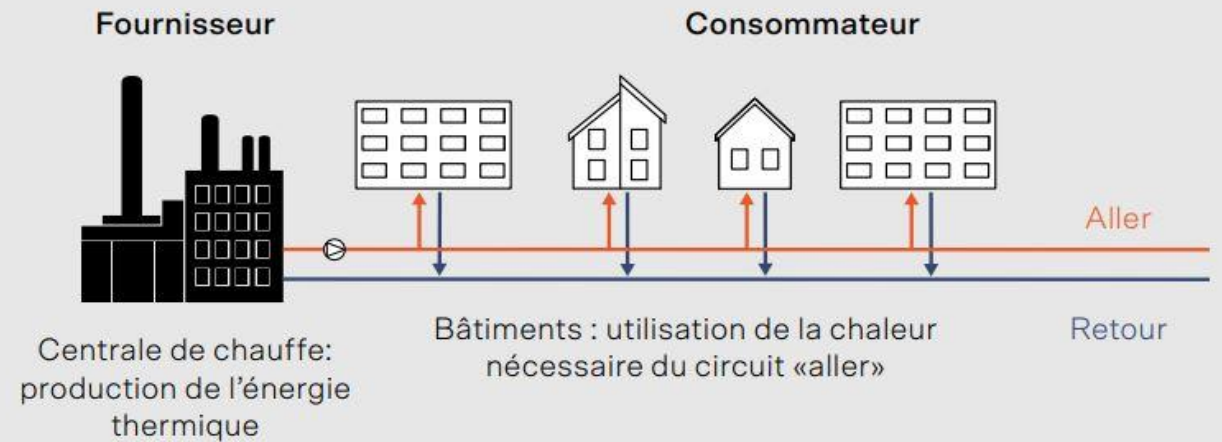 Fournisseur
Consommateur
Aller
Retour
Centrale de chauffe:
production de l’énergie
thermique
Bâtiments : utilisation de la chaleur
nécessaire du circuit «aller»